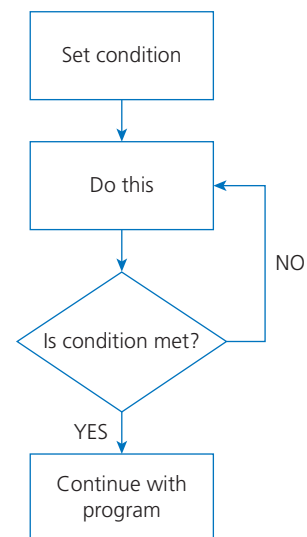 Set condition
Do this
NO
Is condition met?
YES
Continue with
program